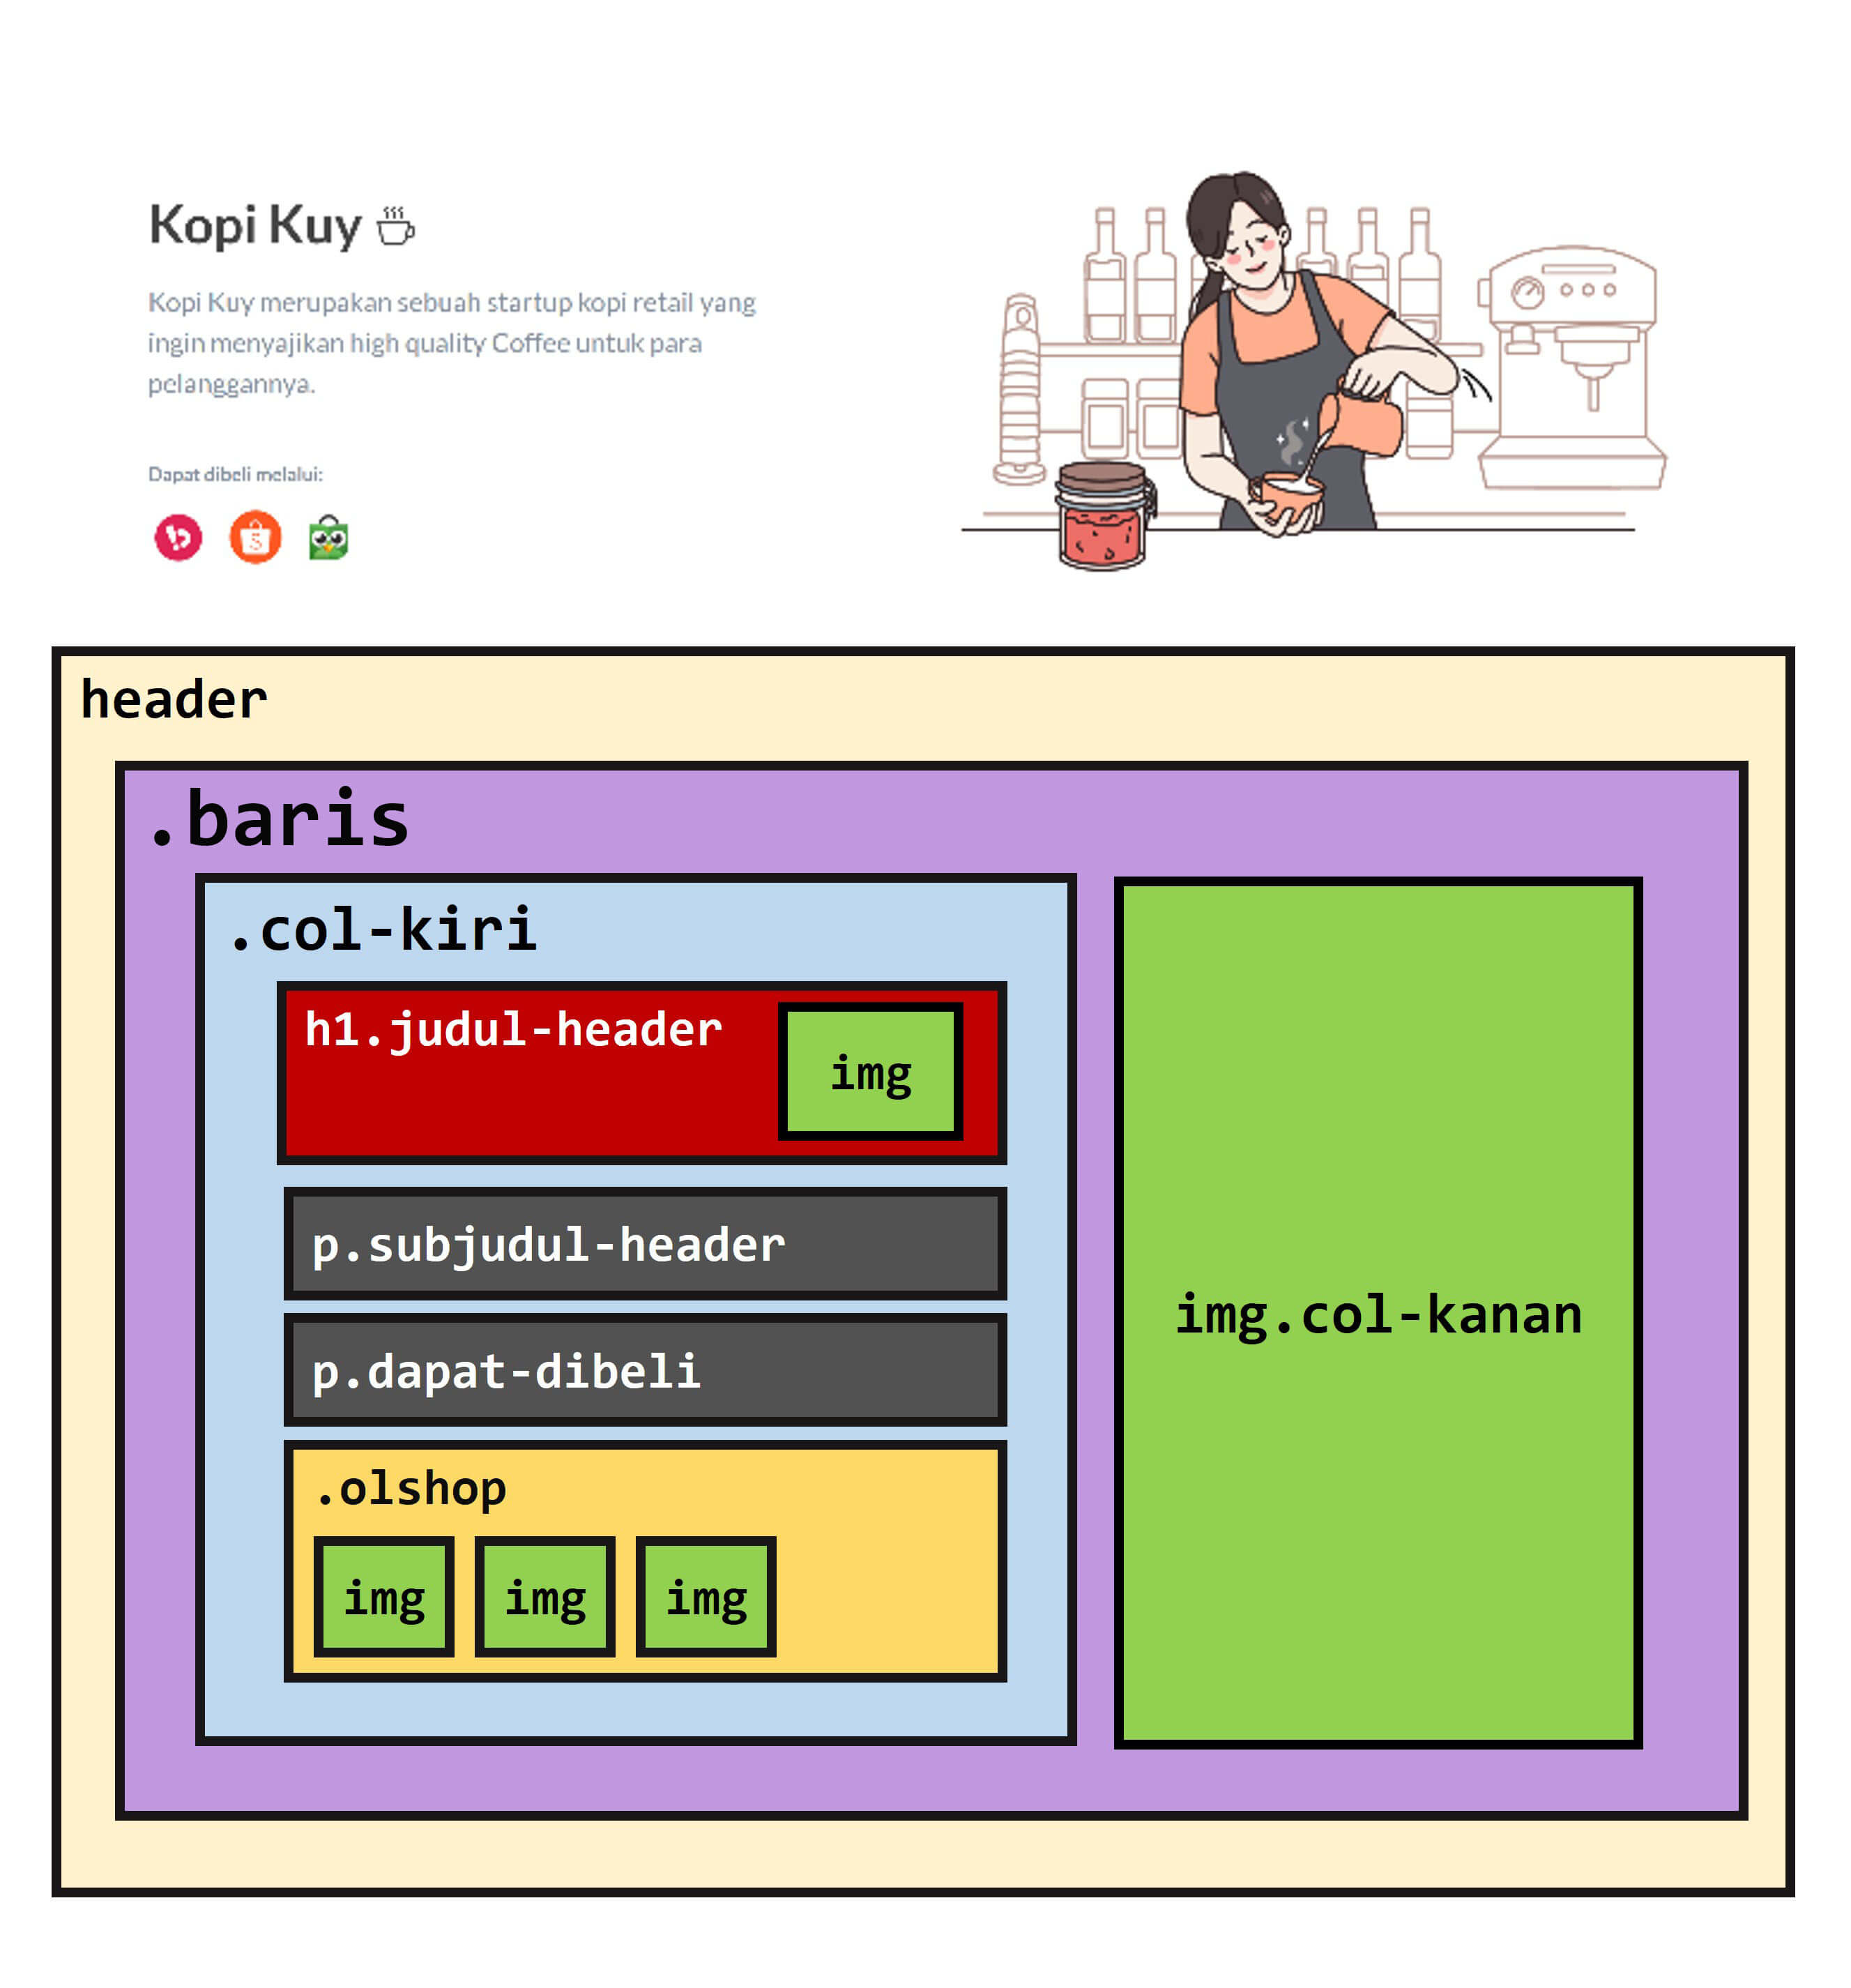 Kopi Kuy
Kopi Kuy merupakan sebuah startup kopi retail yang
ingin menyajikan high quality Coffee untuk para
pelanggannya.
Dapat dibeli melalui:
header
.baris
.col-kiri
h1.judul-header
img
p.subjudul-header
p.dapat-dibeli
.olshop
img img img
img.col-kanan